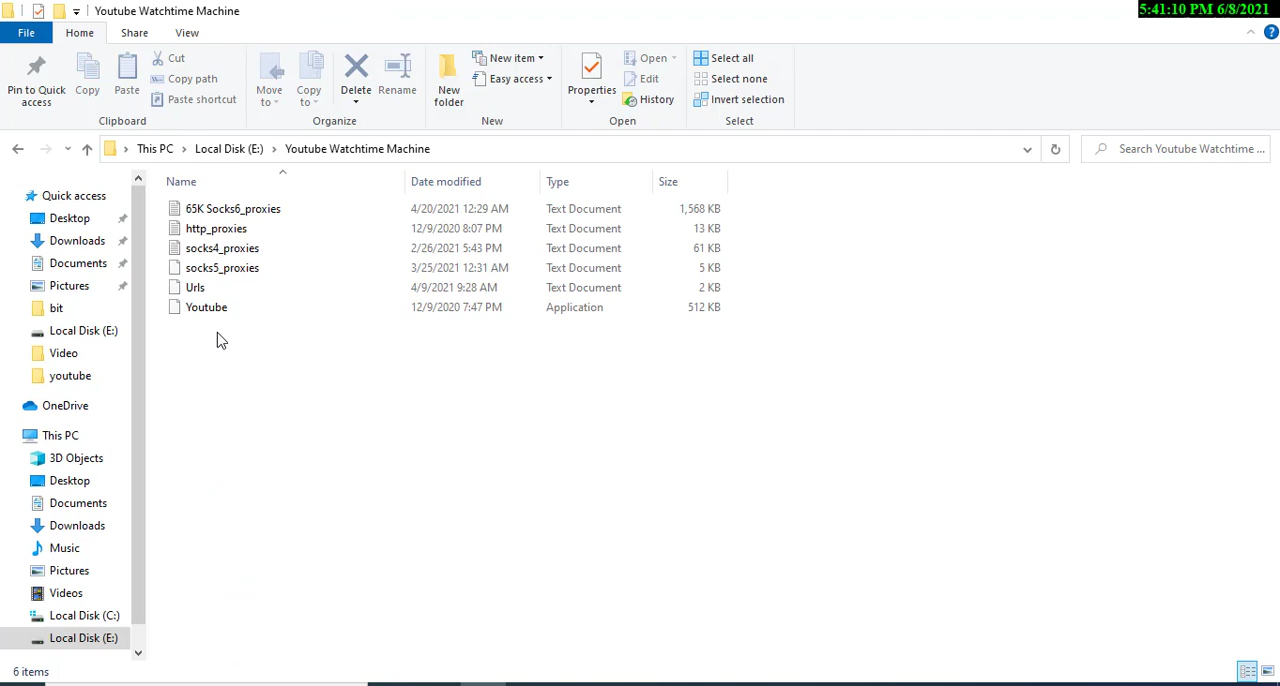 Youtube Watchtime Machine
5:41:10 PM 6/8/2021
File Home Share View
Pin to Quick access
Copy
Paste
Cut
Copy path
Paste shortcut
Clipboard
Move to
Copy to
Delete
Rename
Organize
New folder
New item
Easy access
New
Properties
Open
Edit
History
Open
Select all
Select none
Invert selection
Select
This PC > Local Disk (E:) > Youtube Watchtime Machine
Search Youtube Watchtime ...
Quick access
Desktop
Downloads
Documents
Pictures
bit
Local Disk (E:)
Video
youtube
OneDrive
This PC
3D Objects
Desktop
Documents
Downloads
Music
Pictures
Videos
Local Disk (C:)
Local Disk (E:)
Name Date modified Type Size
65K Socks6_proxies 4/20/2021 12:29 AM Text Document 1,568 KB
http_proxies 12/9/2020 8:07 PM Text Document 13 KB
socks4_proxies 2/26/2021 5:43 PM Text Document 61 KB
socks5_proxies 3/25/2021 12:31 AM Text Document 5 KB
Urls 4/9/2021 9:28 AM Text Document 2 KB
Youtube 12/9/2020 7:47 PM Application 512 KB
6 items